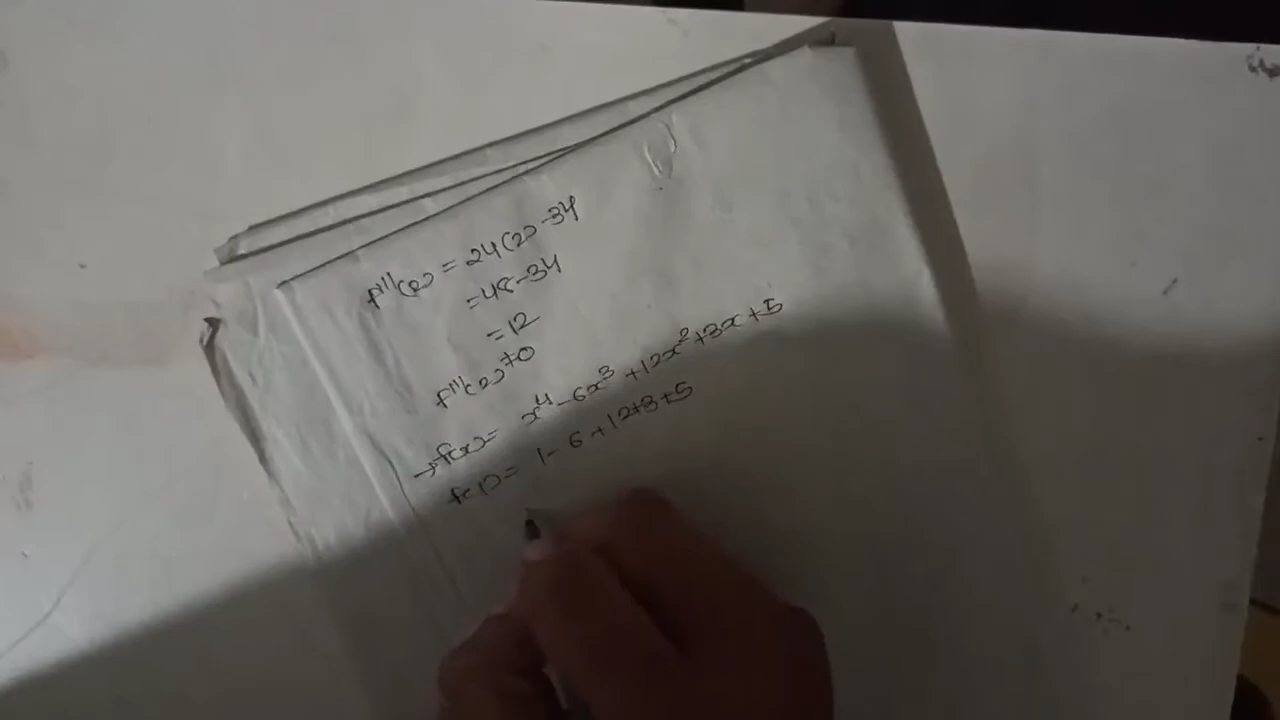 f'''(2) = 24(2) - 34
= 48 - 34
= 12
f'''(2) ≠ 0
→ f(x) = x⁴ - 6x³ + 12x² + 3x + 5
f(1) = 1 - 6 + 12 + 3 + 5